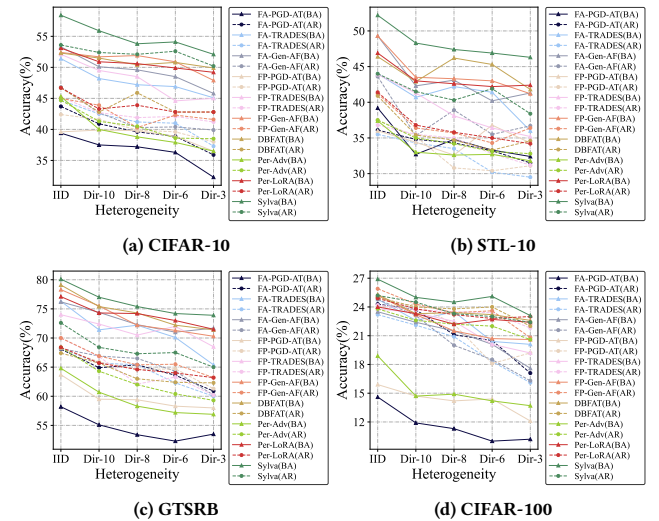 55
50
45
40
35
Accuracy(%)
IID Dir-10 Dir-8 Dir-6 Dir-3
Heterogeneity
FA-PGD-AT(BA)
FA-PGD-AT(AR)
FA-TRADES(BA)
FA-TRADES(AR)
FA-Gen-AF(BA)
FA-Gen-AF(AR)
FP-PGD-AT(BA)
FP-PGD-AT(AR)
FP-TRADES(BA)
FP-TRADES(AR)
FP-Gen-AF(BA)
FP-Gen-AF(AR)
DBFAT(BA)
DBFAT(AR)
Per-Adv(BA)
Per-Adv(AR)
Per-LoRA(BA)
Per-LoRA(AR)
Sylva(BA)
Sylva(AR)
(a) CIFAR-10
50
45
40
35
30
Accuracy(%)
IID Dir-10 Dir-8 Dir-6 Dir-3
Heterogeneity
FA-PGD-AT(BA)
FA-PGD-AT(AR)
FA-TRADES(BA)
FA-TRADES(AR)
FA-Gen-AF(BA)
FA-Gen-AF(AR)
FP-PGD-AT(BA)
FP-PGD-AT(AR)
FP-TRADES(BA)
FP-TRADES(AR)
FP-Gen-AF(BA)
FP-Gen-AF(AR)
DBFAT(BA)
DBFAT(AR)
Per-Adv(BA)
Per-Adv(AR)
Per-LoRA(BA)
Per-LoRA(AR)
Sylva(BA)
Sylva(AR)
(b) STL-10
80
75
70
65
60
55
Accuracy(%)
IID Dir-10 Dir-8 Dir-6 Dir-3
Heterogeneity
FA-PGD-AT(BA)
FA-PGD-AT(AR)
FA-TRADES(BA)
FA-TRADES(AR)
FA-Gen-AF(BA)
FA-Gen-AF(AR)
FP-PGD-AT(BA)
FP-PGD-AT(AR)
FP-TRADES(BA)
FP-TRADES(AR)
FP-Gen-AF(BA)
FP-Gen-AF(AR)
DBFAT(BA)
DBFAT(AR)
Per-Adv(BA)
Per-Adv(AR)
Per-LoRA(BA)
Per-LoRA(AR)
Sylva(BA)
Sylva(AR)
(c) GTSRB
27
24
21
18
15
12
Accuracy(%)
IID Dir-10 Dir-8 Dir-6 Dir-3
Heterogeneity
FA-PGD-AT(BA)
FA-PGD-AT(AR)
FA-TRADES(BA)
FA-TRADES(AR)
FA-Gen-AF(BA)
FA-Gen-AF(AR)
FP-PGD-AT(BA)
FP-PGD-AT(AR)
FP-TRADES(BA)
FP-TRADES(AR)
FP-Gen-AF(BA)
FP-Gen-AF(AR)
DBFAT(BA)
DBFAT(AR)
Per-Adv(BA)
Per-Adv(AR)
Per-LoRA(BA)
Per-LoRA(AR)
Sylva(BA)
Sylva(AR)
(d) CIFAR-100